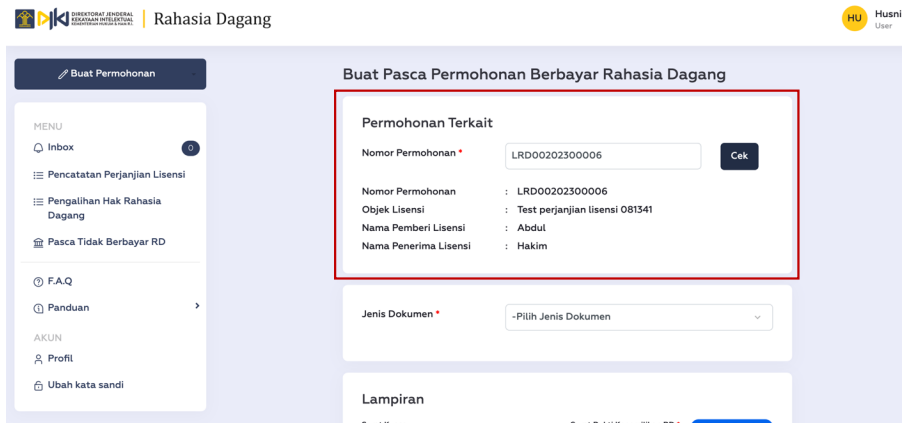 DIREKTORAT JENDERAL
KEKAYAAN INTELEKTUAL
KEMENTERIAN HUKUM & HAM R.I.
Rahasia Dagang
HU
Husni
User
Buat Permohonan
MENU
Inbox
0
Pencatatan Perjanjian Lisensi
Pengalihan Hak Rahasia
Dagang
Pasca Tidak Berbayar RD
F.A.Q
Panduan
AKUN
Profil
Ubah kata sandi
Buat Pasca Permohonan Berbayar Rahasia Dagang
Permohonan Terkait
Nomor Permohonan * LRD00202300006 Cek
Nomor Permohonan : LRD00202300006
Objek Lisensi : Test perjanjian lisensi 081341
Nama Pemberi Lisensi : Abdul
Nama Penerima Lisensi : Hakim
Jenis Dokumen * -Pilih Jenis Dokumen
Lampiran